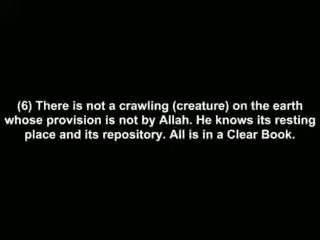 (6) There is not a crawling (creature) on the earth
whose provision is not by Allah. He knows its resting
place and its repository. All is in a Clear Book.